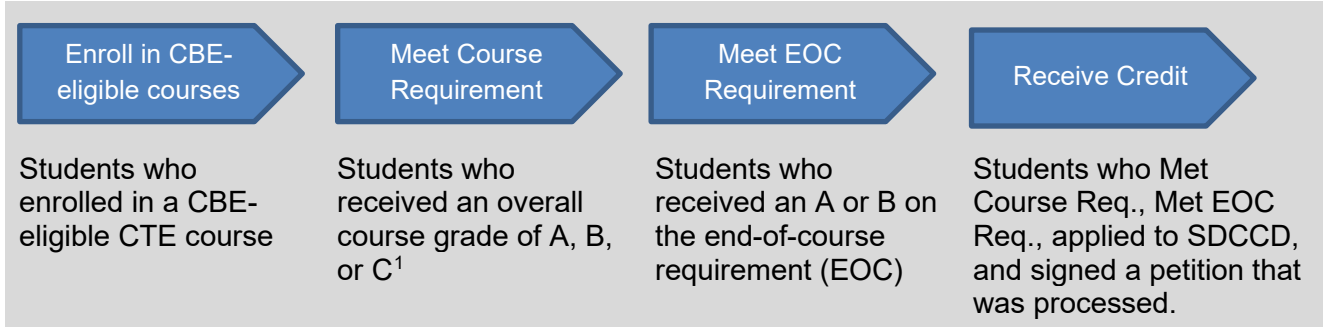 Enroll in CBE-
eligible courses
Meet Course
Requirement
Meet EOC
Requirement
Receive Credit
Students who
enrolled in a CBE-
eligible CTE course
Students who
received an overall
course grade of A, B,
or C¹
Students who
received an A or B on
the end-of-course
requirement (EOC)
Students who Met
Course Req., Met EOC
Req., applied to SDCCD,
and signed a petition that
was processed.